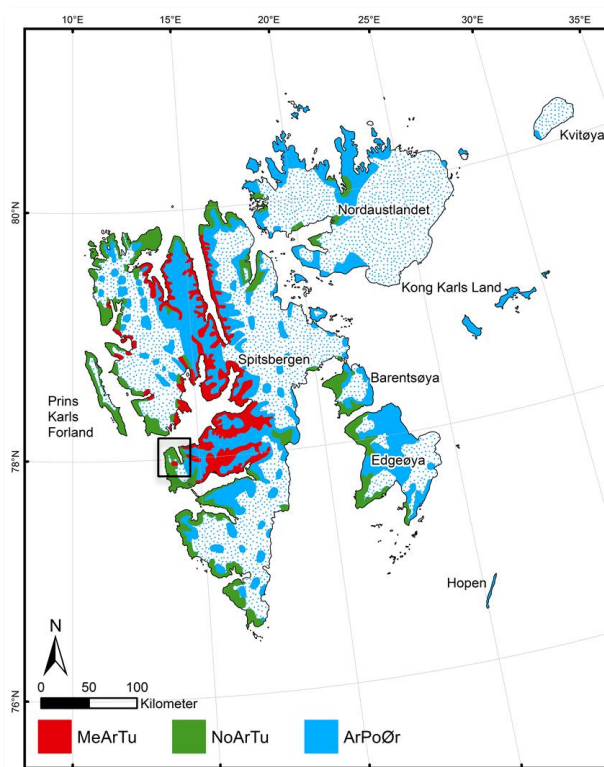 10°E
15°E
20°E
25°E
30°E
35°E
Kvitøya
80°N
Nordaustlandet
Kong Karls Land
Spitsbergen
Barentsøya
Prins
Karls
Forland
78°N
Edgeøya
Hopen
N
0 50 100
Kilometer
76°N
MeArTu NoArTu ArPoØr